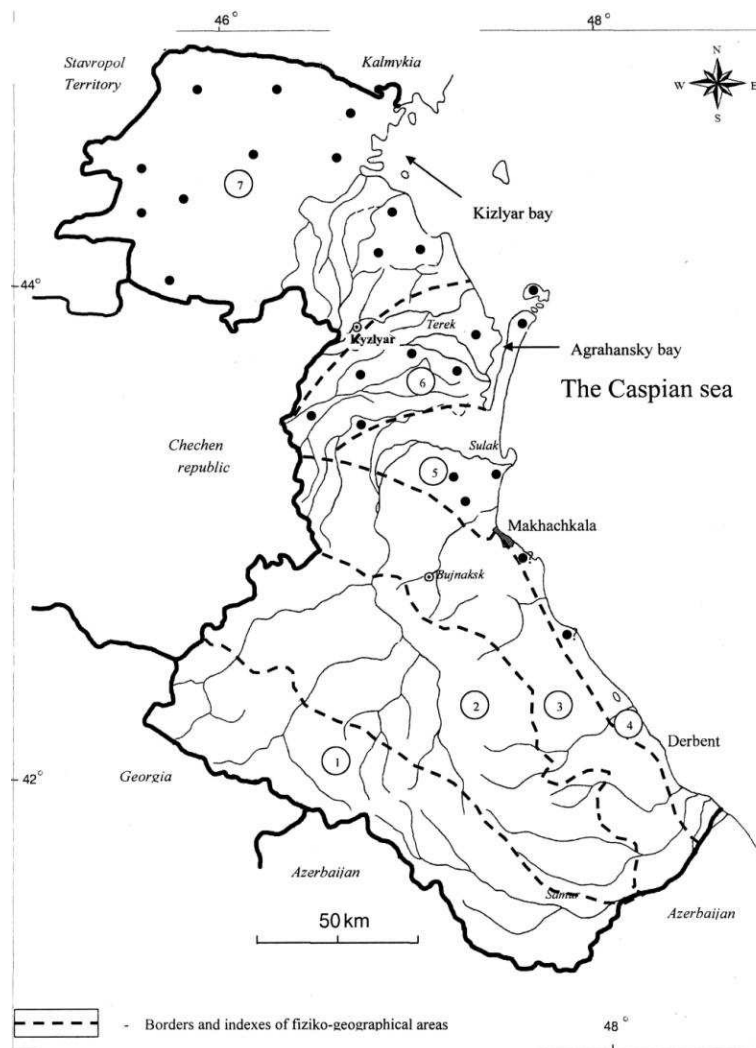 46°
48°
Stavropol
Territory
Kalmykia
N
W
E
S
7
Kizlyar bay
44
Terek
Kyzlyar
Agrahansky bay
6
The Caspian sea
Chechen
republic
Sulak
5
Makhachkala
?
Bujnaksk
?
2
3
4
Derbent
1
42
Georgia
Azerbaijan
Samur
Azerbaijan
50 km
- Borders and indexes of fiziko-geographical areas
48°